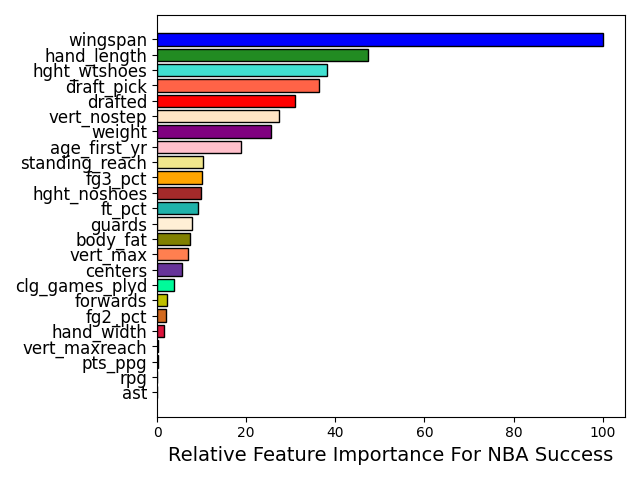 wingspan
hand_length
hght_wtshoes
draft_pick
drafted
vert_nostep
weight
age_first_yr
standing_reach
fg3_pct
hght_noshoes
ft_pct
guards
body_fat
vert_max
centers
clg_games_plyd
forwards
fg2_pct
hand_width
vert_maxreach
pts_ppg
rpg
ast
0 20 40 60 80 100
Relative Feature Importance For NBA Success